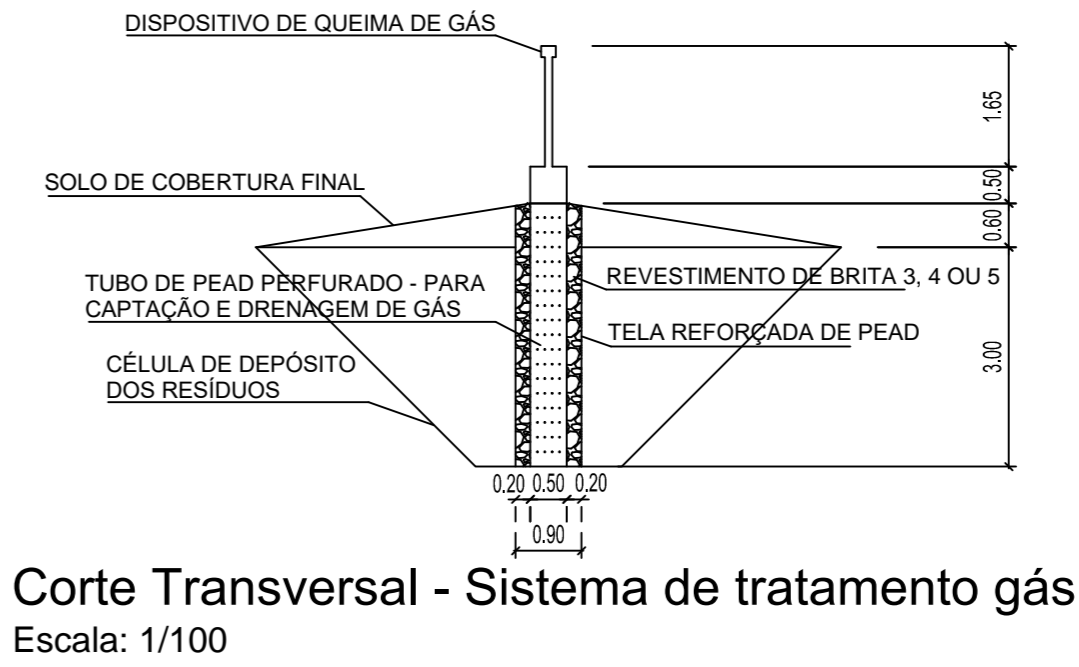 DISPOSITIVO DE QUEIMA DE GÁS
1.65
SOLO DE COBERTURA FINAL
0.50
0.60
TUBO DE PEAD PERFURADO - PARA
CAPTAÇÃO E DRENAGEM DE GÁS
REVESTIMENTO DE BRITA 3, 4 OU 5
TELA REFORÇADA DE PEAD
CÉLULA DE DEPÓSITO
DOS RESÍDUOS
3.00
0.20 0.50 0.20
0.90
Corte Transversal - Sistema de tratamento gás
Escala: 1/100